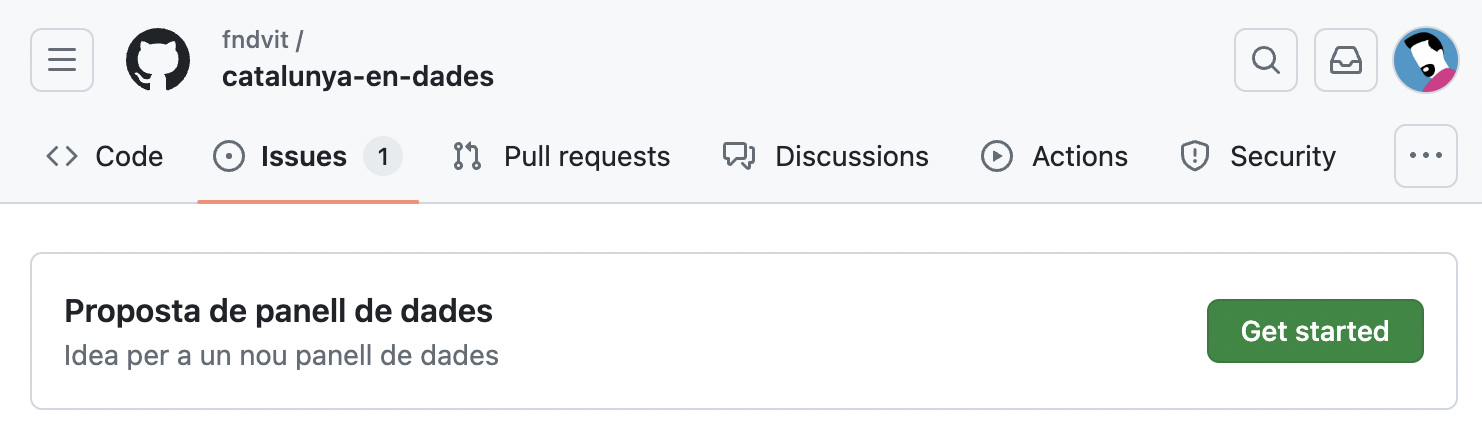 fndvit /
catalunya-en-dades
Code
Issues 1
Pull requests
Discussions
Actions
Security
Proposta de panell de dades
Idea per a un nou panell de dades
Get started